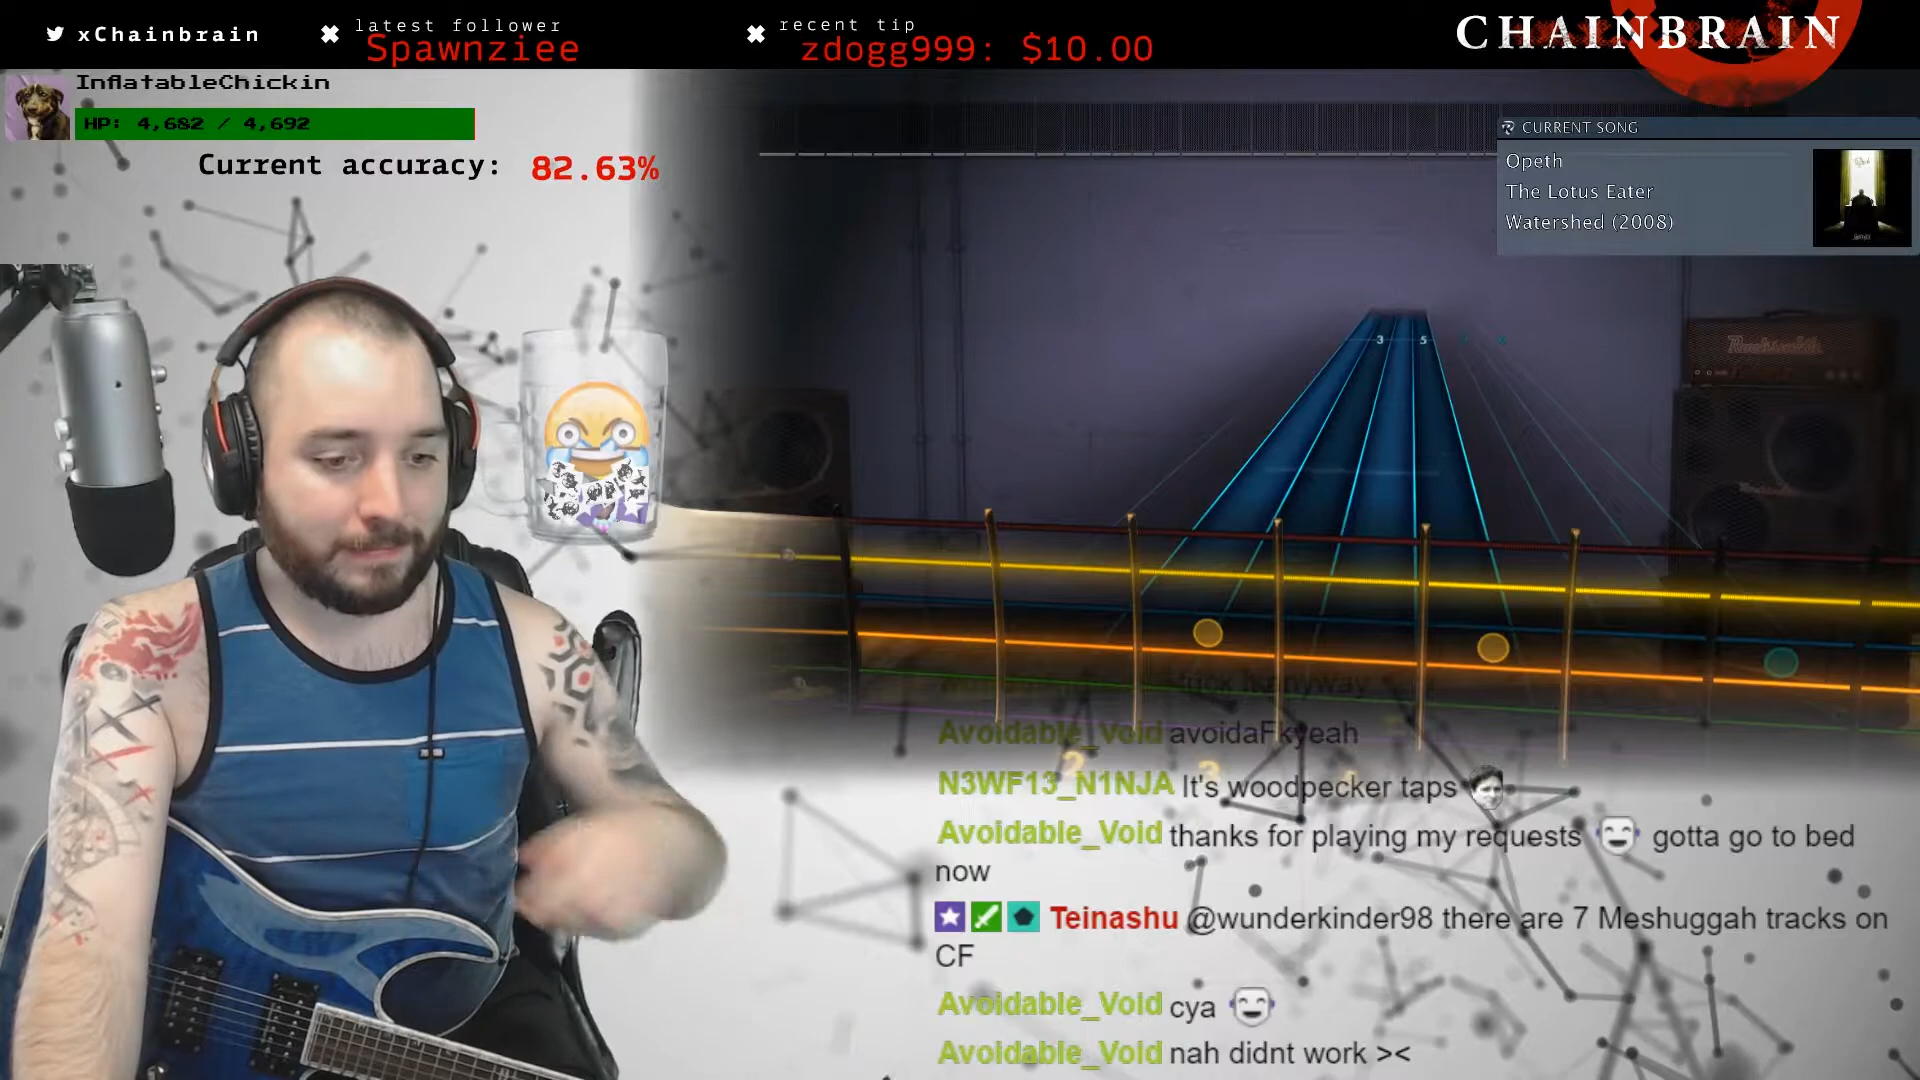 xChainbrain
latest follower
Spawnziee
recent tip
zdogg999: $10.00
CHAINBRAIN
InflatableChickin
HP: 4,682 / 4,692
Current accuracy: 82.63%
CURRENT SONG
Opeth
The Lotus Eater
Watershed (2008)
3 5
Rocksmith
Avoidable_Void avoidaFkyeah
2 3
N3WF13_N1NJA It's woodpecker taps
Avoidable_Void thanks for playing my requests gotta go to bed
now
Teinashu @wunderkinder98 there are 7 Meshuggah tracks on
CF
Avoidable_Void cya
Avoidable_Void nah didnt work ><